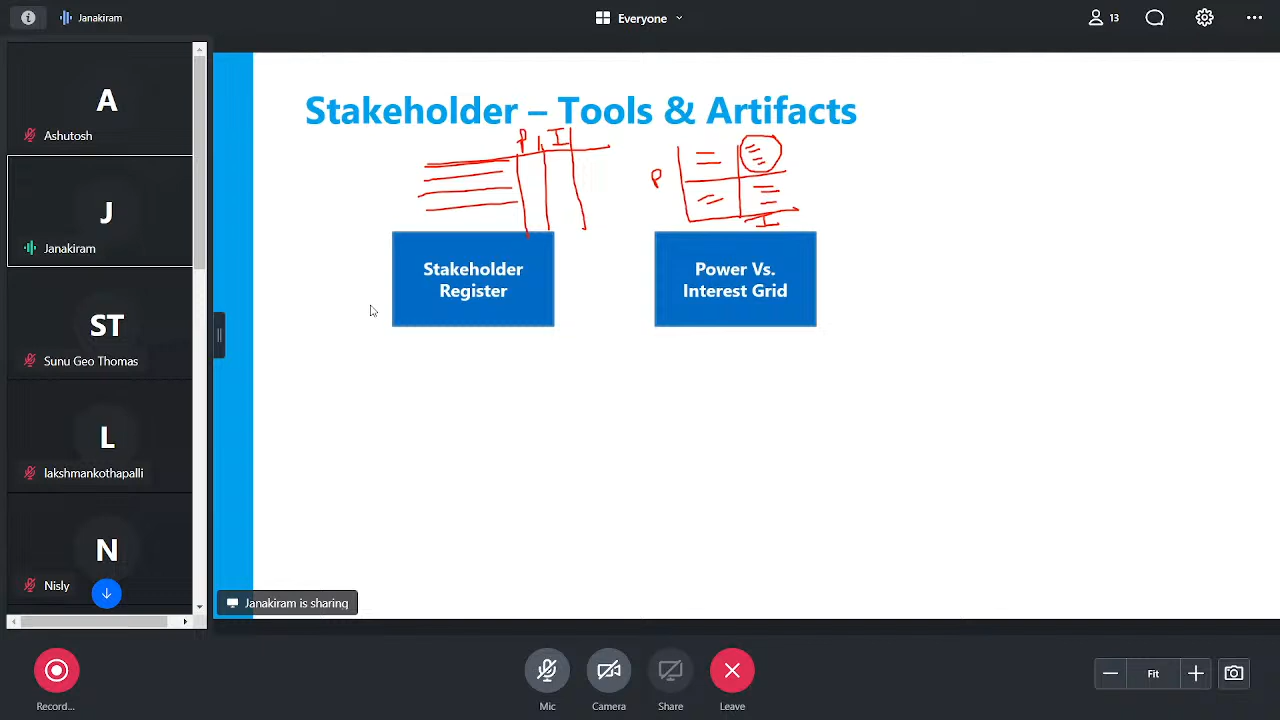 Janakiram
Everyone
13
A
Ashutosh
J
Janakiram
ST
Sunu Geo Thomas
L
lakshmankothapalli
N
Nisly
Stakeholder – Tools & Artifacts
P I
P
I
Stakeholder
Register
Power Vs.
Interest Grid
Janakiram is sharing
Record...
Mic
Camera
Share
Leave
Fit